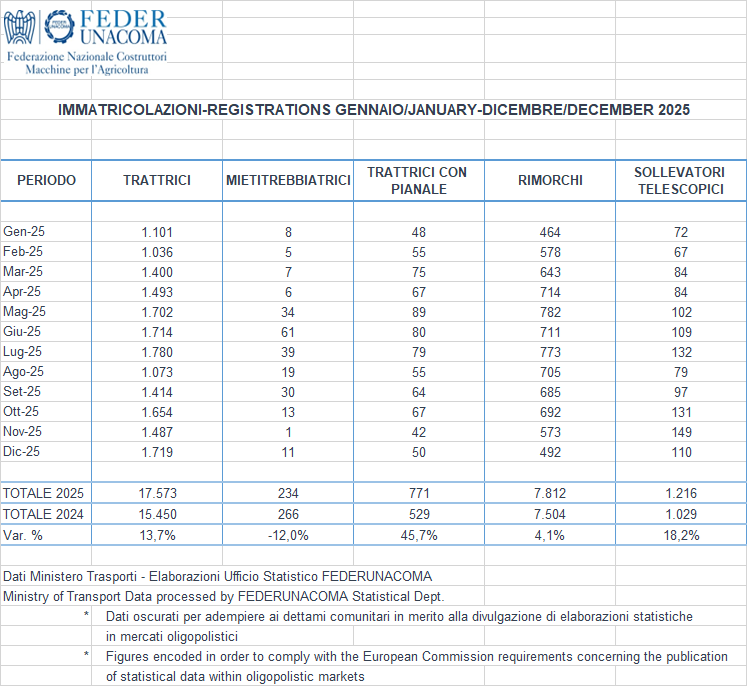 FEDER
UNACOMA
Federazione Nazionale Costruttori
Macchine per l'Agricoltura
IMMATRICOLAZIONI-REGISTRATIONS GENNAIO/JANUARY-DICEMBRE/DECEMBER 2025
PERIODO TRATTRICI MIETITREBBIATRICI TRATTRICI CON PIANALE RIMORCHI SOLLEVATORI TELESCOPICI
Gen-25 1.101 8 48 464 72
Feb-25 1.036 5 55 578 67
Mar-25 1.400 7 75 643 84
Apr-25 1.493 6 67 714 84
Mag-25 1.702 34 89 782 102
Giu-25 1.714 61 80 711 109
Lug-25 1.780 39 79 773 132
Ago-25 1.073 19 55 705 79
Set-25 1.414 30 64 685 97
Ott-25 1.654 13 67 692 131
Nov-25 1.487 1 42 573 149
Dic-25 1.719 11 50 492 110
TOTALE 2025 17.573 234 771 7.812 1.216
TOTALE 2024 15.450 266 529 7.504 1.029
Var. % 13,7% -12,0% 45,7% 4,1% 18,2%
Dati Ministero Trasporti - Elaborazioni Ufficio Statistico FEDERUNACOMA
Ministry of Transport Data processed by FEDERUNACOMA Statistical Dept.
* Dati oscurati per adempiere ai dettami comunitari in merito alla divulgazione di elaborazioni statistiche
in mercati oligopolistici
* Figures encoded in order to comply with the European Commission requirements concerning the publication
of statistical data within oligopolistic markets